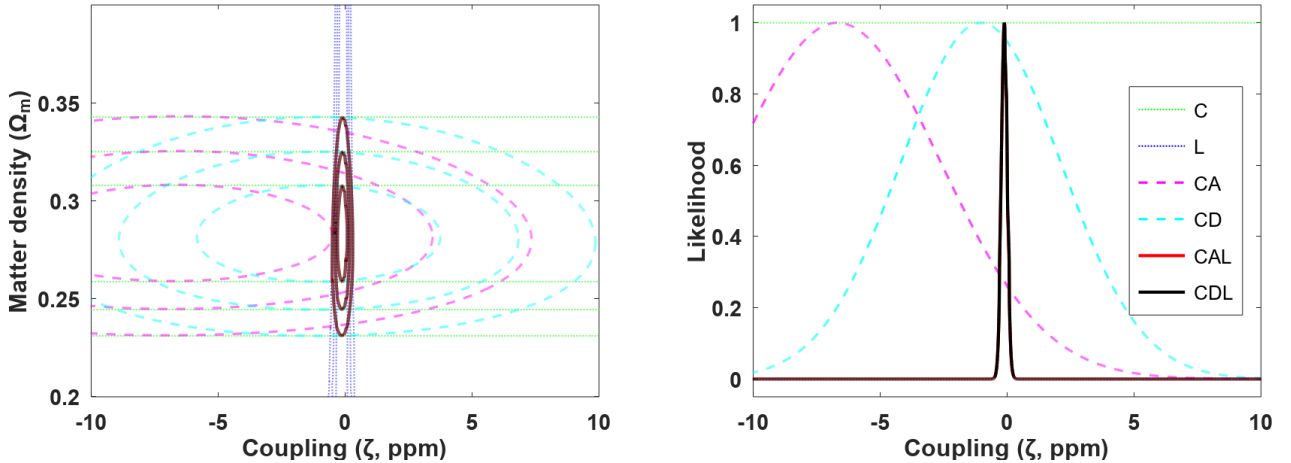 Matter density (Ωm)
0.35
0.3
0.25
0.2
-10
-5
0
5
10
Coupling (ζ, ppm)
Likelihood
1
0.8
0.6
0.4
0.2
0
-10
-5
0
5
10
Coupling (ζ, ppm)
C
L
CA
CD
CAL
CDL